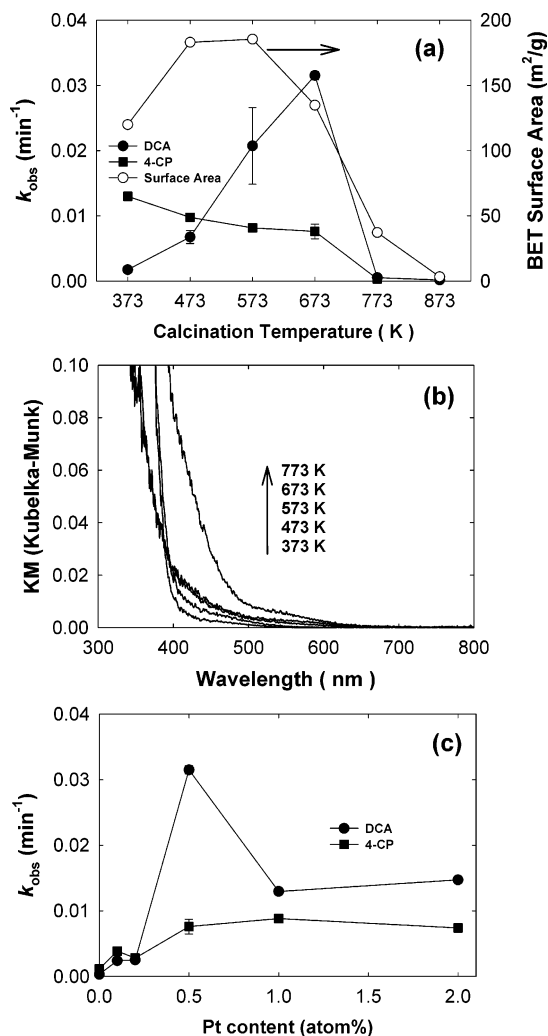 (a)
0.04
0.03
0.02
0.01
0.00
200
150
100
50
0
k_obs (min⁻¹)
BET Surface Area (m²/g)
DCA
4-CP
Surface Area
373 473 573 673 773 873
Calcination Temperature ( K )
(b)
0.10
0.08
0.06
0.04
0.02
0.00
KM (Kubelka-Munk)
773 K
673 K
573 K
473 K
373 K
300 400 500 600 700 800
Wavelength ( nm )
(c)
0.04
0.03
0.02
0.01
0.00
k_obs (min⁻¹)
DCA
4-CP
0.0 0.5 1.0 1.5 2.0
Pt content (atom%)